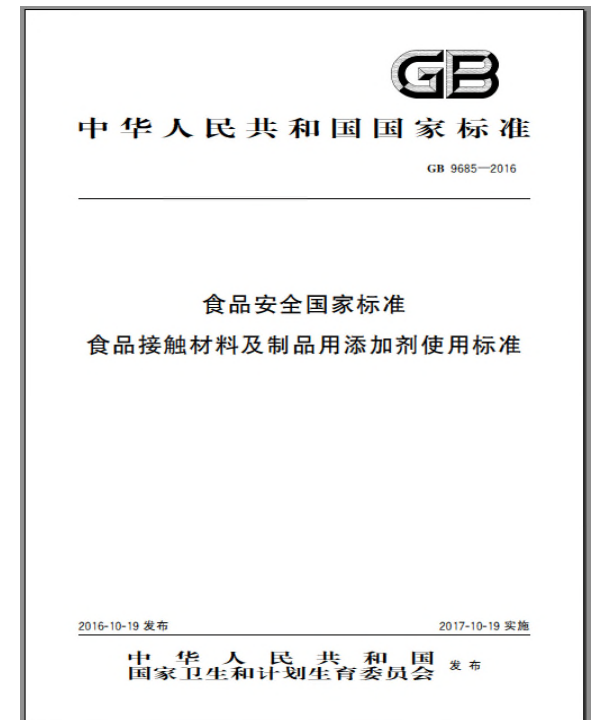 GB
中华人民共和国国家标准
GB 9685—2016
食品安全国家标准
食品接触材料及制品用添加剂使用标准
2016-10-19 发布
2017-10-19 实施
中华人民共和国
国家卫生和计划生育委员会 发布